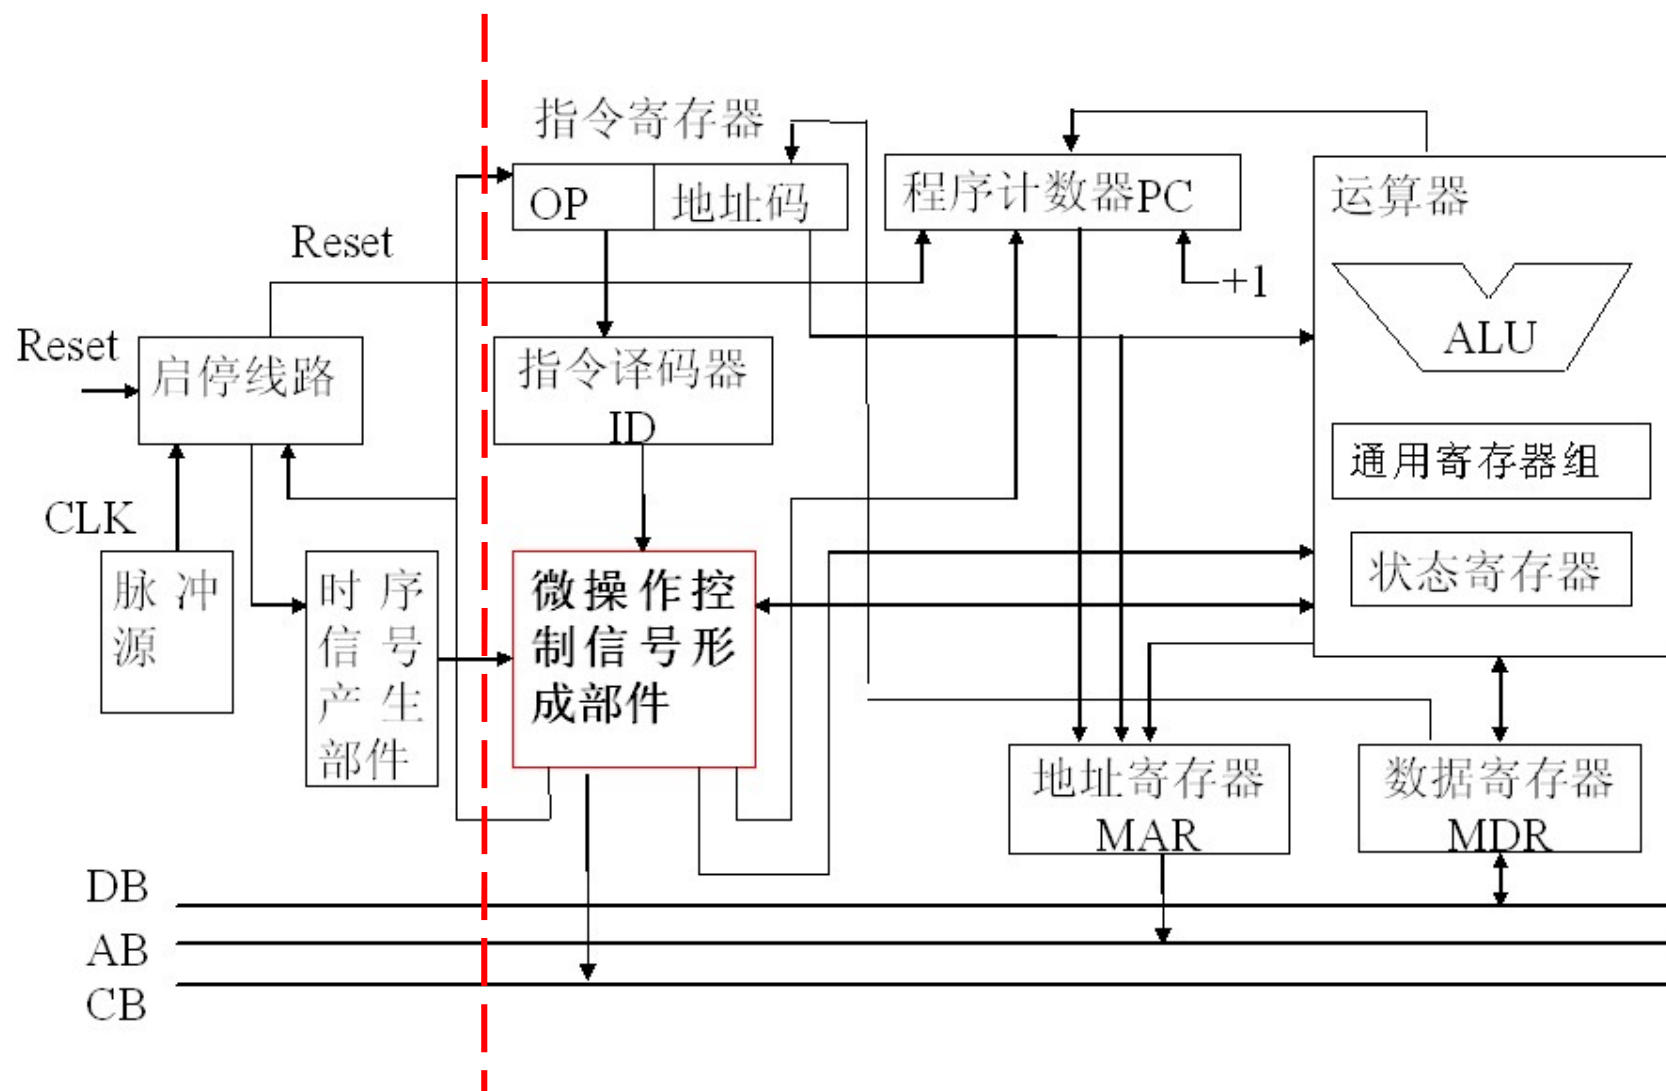 指令寄存器
OP
地址码
程序计数器PC
运算器
Reset
+1
Reset
启停线路
指令译码器
ID
ALU
通用寄存器组
CLK
脉冲
源
时序
信号
产生
部件
微操作控
制信号形
成部件
状态寄存器
地址寄存器
MAR
数据寄存器
MDR
DB
AB
CB